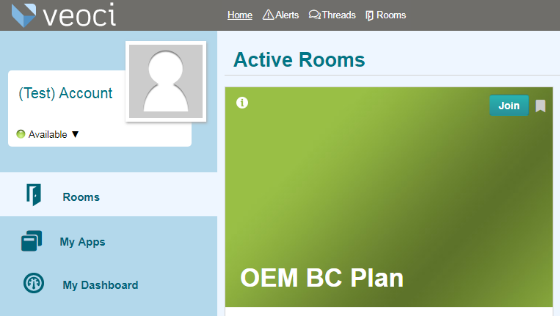 veoci
Home Alerts Threads Rooms
(Test) Account
Available ▼
Rooms
My Apps
My Dashboard
Active Rooms
i
Join
OEM BC Plan